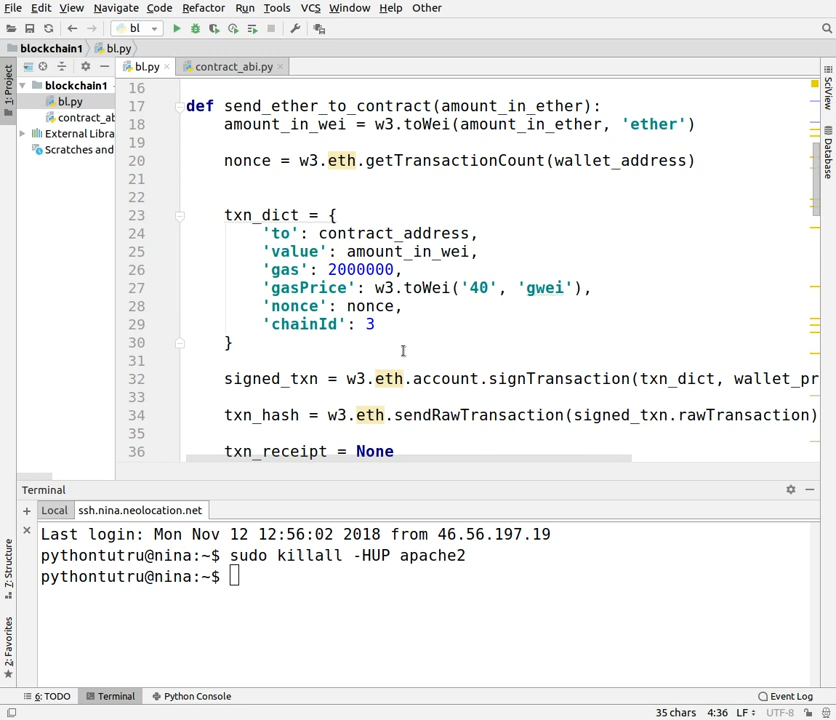 File Edit View Navigate Code Refactor Run Tools VCS Window Help Other
bl
blockchain1 bl.py
1: Project
bl.py contract_abi.py
blockchain1
bl.py
contract_ab
External Libra
Scratches and
16
17 def send_ether_to_contract(amount_in_ether):
18 amount_in_wei = w3.toWei(amount_in_ether, 'ether')
19
20 nonce = w3.eth.getTransactionCount(wallet_address)
21
22
23 txn_dict = {
24 'to': contract_address,
25 'value': amount_in_wei,
26 'gas': 2000000,
27 'gasPrice': w3.toWei('40', 'gwei'),
28 'nonce': nonce,
29 'chainId': 3
30 }
31
32 signed_txn = w3.eth.account.signTransaction(txn_dict, wallet_pr
33
34 txn_hash = w3.eth.sendRawTransaction(signed_txn.rawTransaction)
35
36 txn_receipt = None
SciView
Database
Terminal
Local ssh.nina.neolocation.net
Last login: Mon Nov 12 12:56:02 2018 from 46.56.197.19
pythontutru@nina:~$ sudo killall -HUP apache2
pythontutru@nina:~$
7: Structure
2: Favorites
6: TODO Terminal Python Console Event Log
35 chars 4:36 LF UTF-8